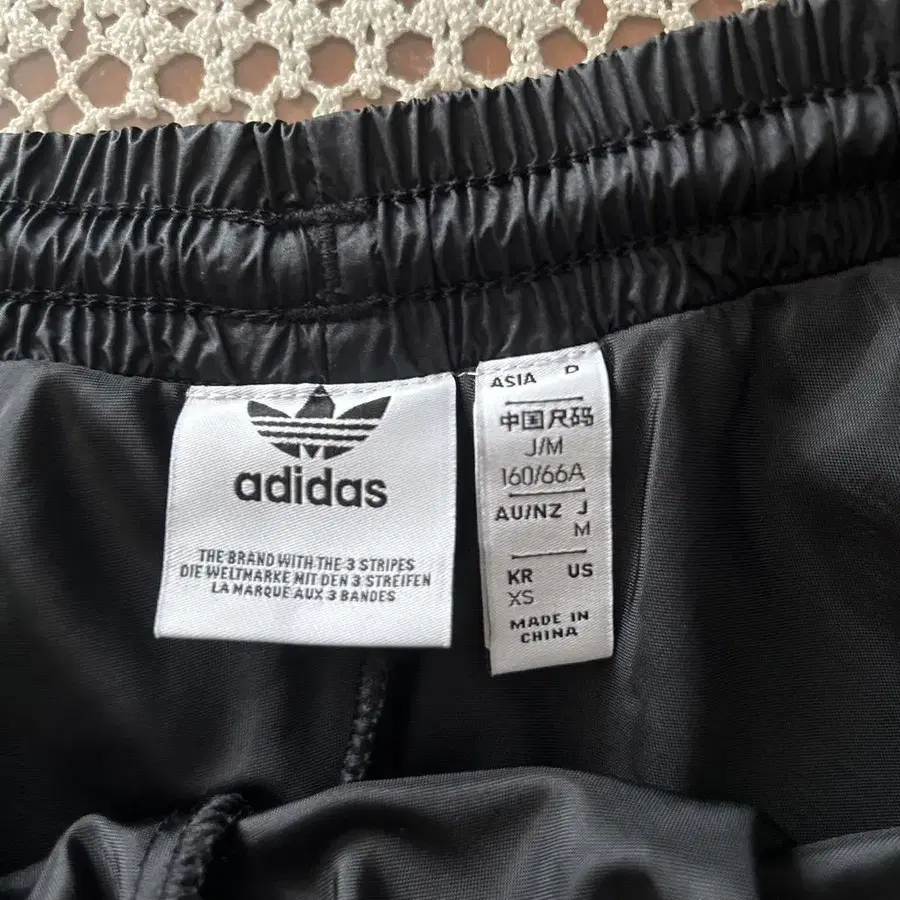 adidas
THE BRAND WITH THE 3 STRIPES
DIE WELTMARKE MIT DEN 3 STREIFEN
LA MARQUE AUX 3 BANDES
ASIA D
中国尺码
J/M
160/66A
AU/NZ J
M
KR US
XS
MADE IN
CHINA